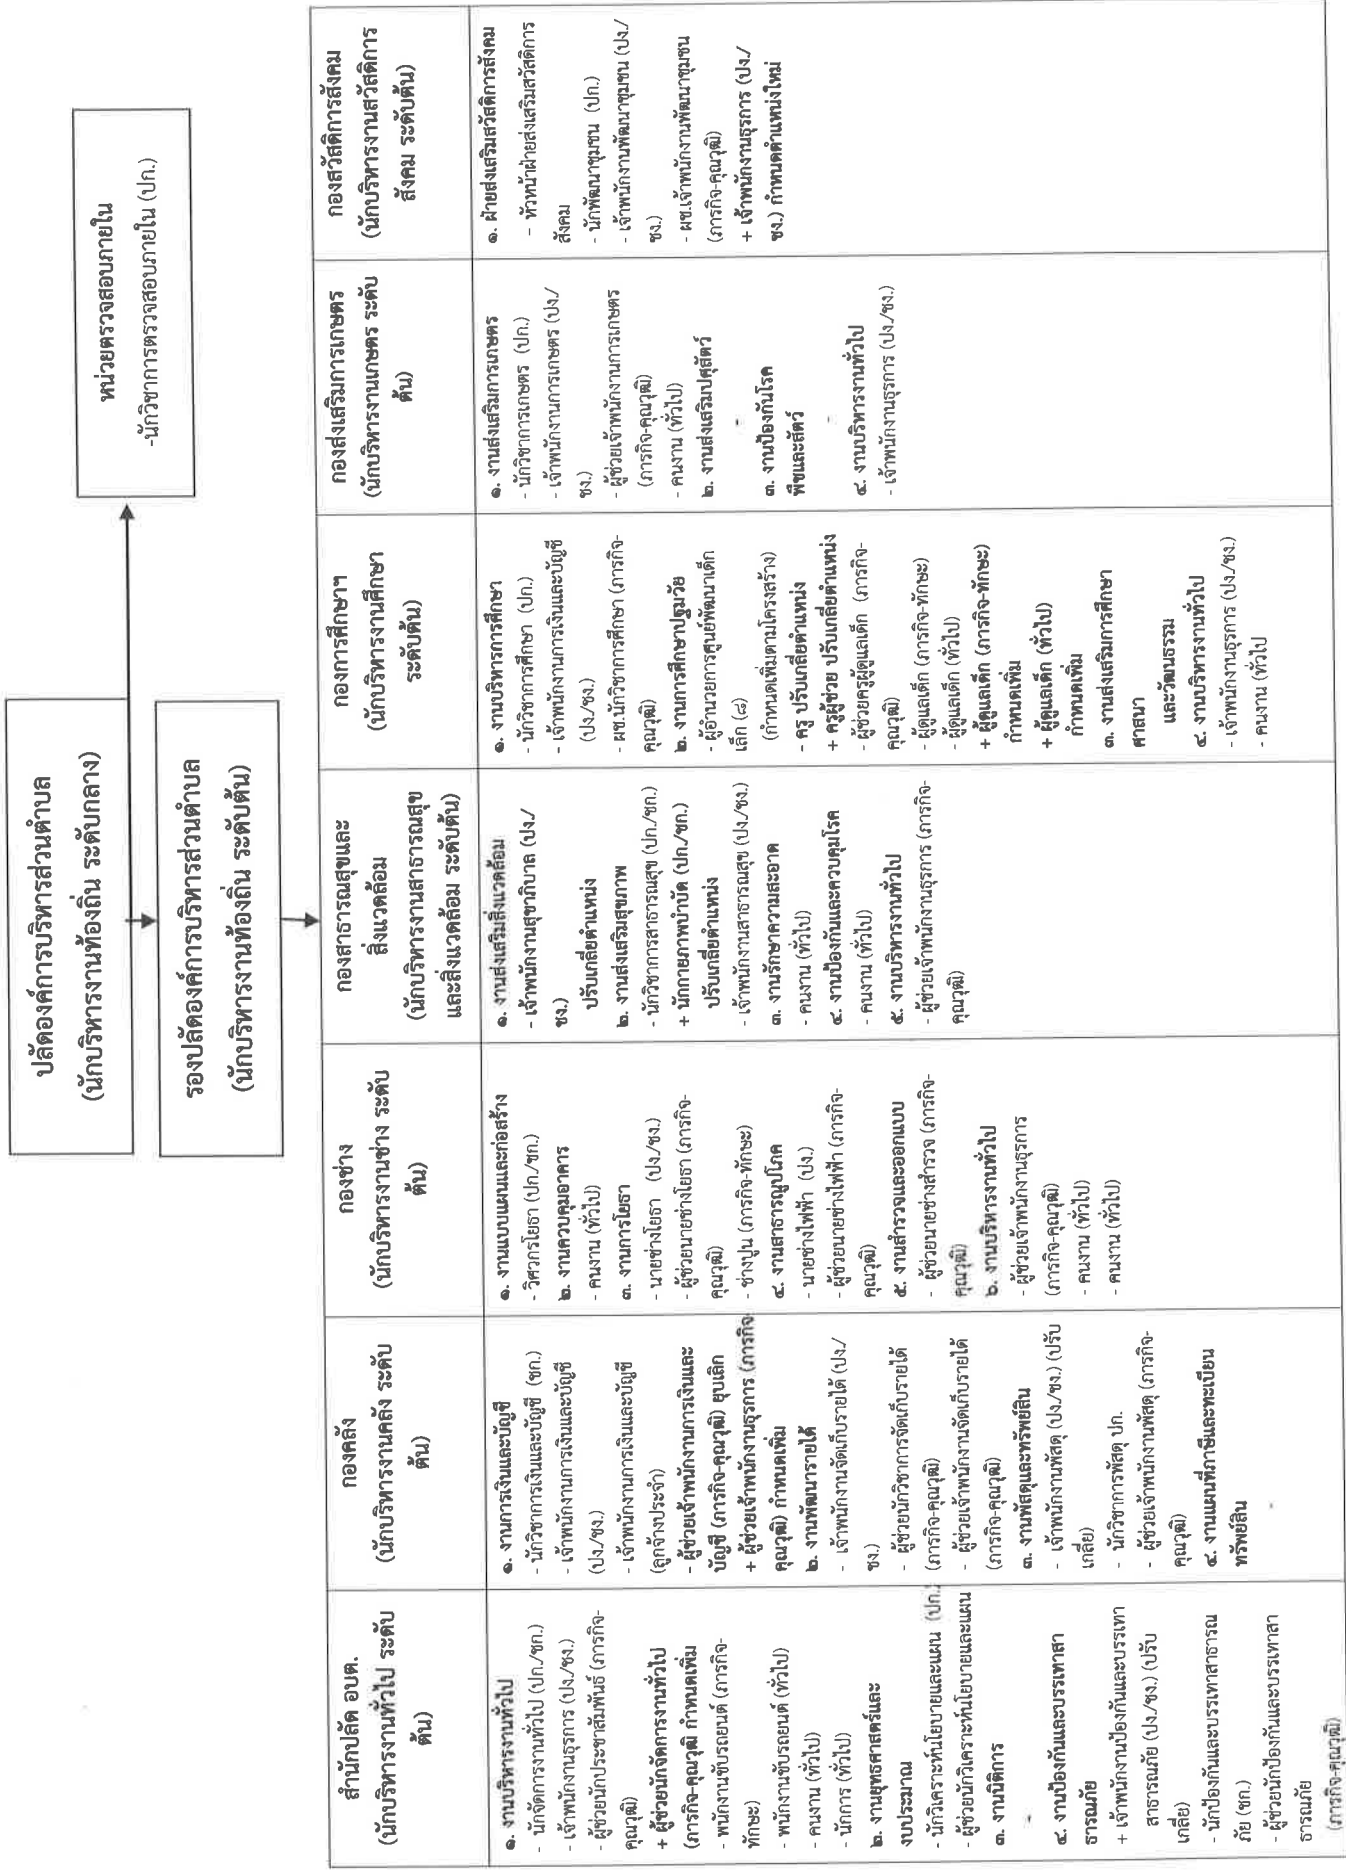 ปลัดองค์การบริหารส่วนตำบล
(นักบริหารงานท้องถิ่น ระดับกลาง)
หน่วยตรวจสอบภายใน
-นักวิชาการตรวจสอบภายใน (ปก.)
รองปลัดองค์การบริหารส่วนตำบล
(นักบริหารงานท้องถิ่น ระดับต้น)
สำนักปลัด อบต.
(นักบริหารงานทั่วไป ระดับ
ต้น)
๑. งานบริหารงานทั่วไป
- นักจัดการงานทั่วไป (ปก./ชก.)
- เจ้าพนักงานธุรการ (ปง./ชง.)
- ผู้ช่วยนักประชาสัมพันธ์ (ภารกิจ-
คุณวุฒิ)
+ ผู้ช่วยนักจัดการงานทั่วไป
(ภารกิจ-คุณวุฒิ กำหนดเพิ่ม
- พนักงานขับรถยนต์ (ภารกิจ-
ทักษะ)
- พนักงานขับรถยนต์ (ทั่วไป)
- คนงาน (ทั่วไป)
- นักการ (ทั่วไป)
๒. งานยุทธศาสตร์และ
งบประมาณ
- นักวิเคราะห์นโยบายและแผน (ปก.
- ผู้ช่วยนักวิเคราะห์นโยบายและแผน
๓. งานนิติการ
-
๔. งานป้องกันและบรรเทาสา
ธารณภัย
+ เจ้าพนักงานป้องกันและบรรเทา
สาธารณภัย (ปง./ชง.) (ปรับ
เกลี่ย)
- นักป้องกันและบรรเทาสาธารณ
ภัย (ชก.)
- ผู้ช่วยนักป้องกันและบรรเทาสา
ธารณภัย
(ภารกิจ-คุณวุฒิ)
กองคลัง
(นักบริหารงานคลัง ระดับ
ต้น)
๑. งานการเงินและบัญชี
- นักวิชาการเงินและบัญชี (ชก.)
- เจ้าพนักงานการเงินและบัญชี
(ปง./ชง.)
- เจ้าพนักงานการเงินและบัญชี
(ลูกจ้างประจำ)
- ผู้ช่วยเจ้าพนักงานการเงินและ
บัญชี (ภารกิจ-คุณวุฒิ) ยุบเลิก
+ ผู้ช่วยเจ้าพนักงานธุรการ (ภารกิจ
คุณวุฒิ) กำหนดเพิ่ม
๒. งานพัฒนารายได้
- เจ้าพนักงานจัดเก็บรายได้ (ปง./
ชง.)
- ผู้ช่วยนักวิชาการจัดเก็บรายได้
(ภารกิจ-คุณวุฒิ)
- ผู้ช่วยเจ้าพนักงานจัดเก็บรายได้
(ภารกิจ-คุณวุฒิ)
๓. งานพัสดุและทรัพย์สิน
- เจ้าพนักงานพัสดุ (ปง./ชง.) (ปรับ
เกลี่ย)
- นักวิชาการพัสดุ ปก.
- ผู้ช่วยเจ้าพนักงานพัสดุ (ภารกิจ-
คุณวุฒิ)
๔. งานแผนที่ภาษีและทะเบียน
ทรัพย์สิน
-
กองช่าง
(นักบริหารงานช่าง ระดับ
ต้น)
๑. งานแบบแผนและก่อสร้าง
- วิศวกรโยธา (ปก./ชก.)
๒. งานควบคุมอาคาร
- คนงาน (ทั่วไป)
๓. งานการโยธา
- นายช่างโยธา (ปง./ชง.)
- ผู้ช่วยนายช่างโยธา (ภารกิจ-
คุณวุฒิ)
- ช่างปูน (ภารกิจ-ทักษะ)
๔. งานสาธารณูปโภค
- นายช่างไฟฟ้า (ปง.)
- ผู้ช่วยนายช่างไฟฟ้า (ภารกิจ-
คุณวุฒิ)
๕. งานสำรวจและออกแบบ
- ผู้ช่วยนายช่างสำรวจ (ภารกิจ-
คุณวุฒิ)
๖. งานบริหารงานทั่วไป
- ผู้ช่วยเจ้าพนักงานธุรการ
(ภารกิจ-คุณวุฒิ)
- คนงาน (ทั่วไป)
- คนงาน (ทั่วไป)
กองสาธารณสุขและ
สิ่งแวดล้อม
(นักบริหารงานสาธารณสุข
และสิ่งแวดล้อม ระดับต้น)
๑. งานส่งเสริมสิ่งแวดล้อม
- เจ้าพนักงานสุขาภิบาล (ปง./
ชง.)
ปรับเกลี่ยตำแหน่ง
๒. งานส่งเสริมสุขภาพ
- นักวิชาการสาธารณสุข (ปก./ชก.)
+ นักกายภาพบำบัด (ปก./ชก.)
ปรับเกลี่ยตำแหน่ง
- เจ้าพนักงานสาธารณสุข (ปง./ชง.)
๓. งานรักษาความสะอาด
- คนงาน (ทั่วไป)
๔. งานป้องกันและควบคุมโรค
- คนงาน (ทั่วไป)
๕. งานบริหารงานทั่วไป
- ผู้ช่วยเจ้าพนักงานธุรการ (ภารกิจ-
คุณวุฒิ)
กองการศึกษาฯ
(นักบริหารงานศึกษา
ระดับต้น)
๑. งานบริหารการศึกษา
- นักวิชาการศึกษา (ปก.)
- เจ้าพนักงานการเงินและบัญชี
(ปง./ชง.)
- ผช.นักวิชาการศึกษา (ภารกิจ-
คุณวุฒิ)
๒. งานการศึกษาปฐมวัย
- ผู้อำนวยการศูนย์พัฒนาเด็ก
เล็ก (๘)
(กำหนดเพิ่มตามโครงสร้าง)
- ครู ปรับเกลี่ยตำแหน่ง
+ ครูผู้ช่วย ปรับเกลี่ยตำแหน่ง
- ผู้ช่วยครูผู้ดูแลเด็ก (ภารกิจ-
คุณวุฒิ)
- ผู้ดูแลเด็ก (ภารกิจ-ทักษะ)
- ผู้ดูแลเด็ก (ทั่วไป)
+ ผู้ดูแลเด็ก (ภารกิจ-ทักษะ)
กำหนดเพิ่ม
+ ผู้ดูแลเด็ก (ทั่วไป)
กำหนดเพิ่ม
๓. งานส่งเสริมการศึกษา
ศาสนา
และวัฒนธรรม
๔. งานบริหารงานทั่วไป
- เจ้าพนักงานธุรการ (ปง./ชง.)
- คนงาน (ทั่วไป)
กองส่งเสริมการเกษตร
(นักบริหารงานเกษตร ระดับ
ต้น)
๑. งานส่งเสริมการเกษตร
- นักวิชาการเกษตร (ปก.)
- เจ้าพนักงานการเกษตร (ปง./
ชง.)
- ผู้ช่วยเจ้าพนักงานการเกษตร
(ภารกิจ-คุณวุฒิ)
- คนงาน (ทั่วไป)
๒. งานส่งเสริมปศุสัตว์
-
๓. งานป้องกันโรค
พืชและสัตว์
-
๔. งานบริหารงานทั่วไป
- เจ้าพนักงานธุรการ (ปง./ชง.)
กองสวัสดิการสังคม
(นักบริหารงานสวัสดิการ
สังคม ระดับต้น)
๑. ฝ่ายส่งเสริมสวัสดิการสังคม
- หัวหน้าฝ่ายส่งเสริมสวัสดิการ
สังคม
- นักพัฒนาชุมชน (ปก.)
- เจ้าพนักงานพัฒนาชุมชน (ปง./
ชง.)
- ผช.เจ้าพนักงานพัฒนาชุมชน
(ภารกิจ-คุณวุฒิ)
+ เจ้าพนักงานธุรการ (ปง./
ชง.) กำหนดตำแหน่งใหม่